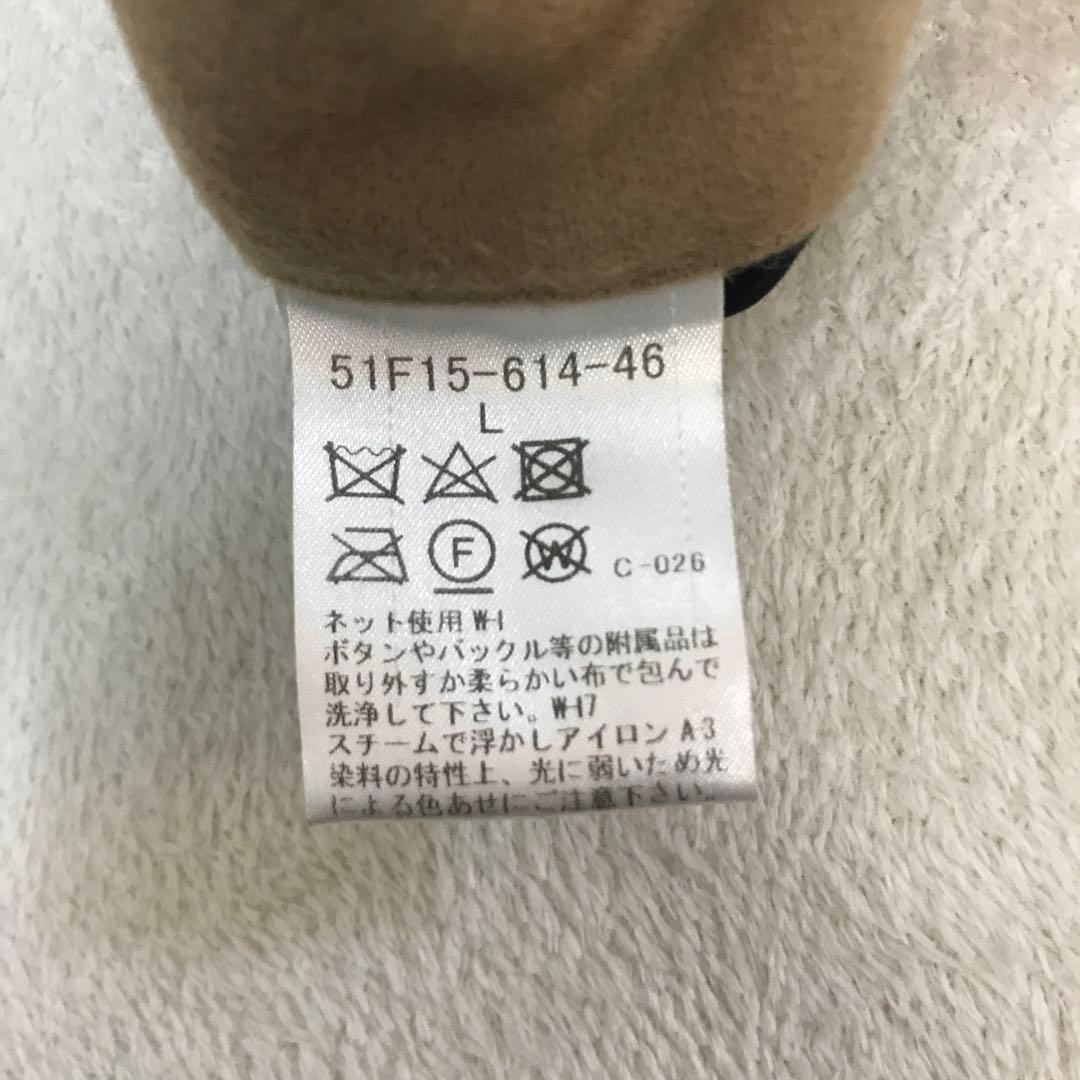 51F15-614-46
L
F
W
C-026
ネット使用 W-1
ボタンやバックル等の附属品は
取り外すか柔らかい布で包んで
洗浄して下さい。W-17
スチームで浮かしアイロン A-3
染料の特性上、光に弱いため光
による色あせにご注意下さい。